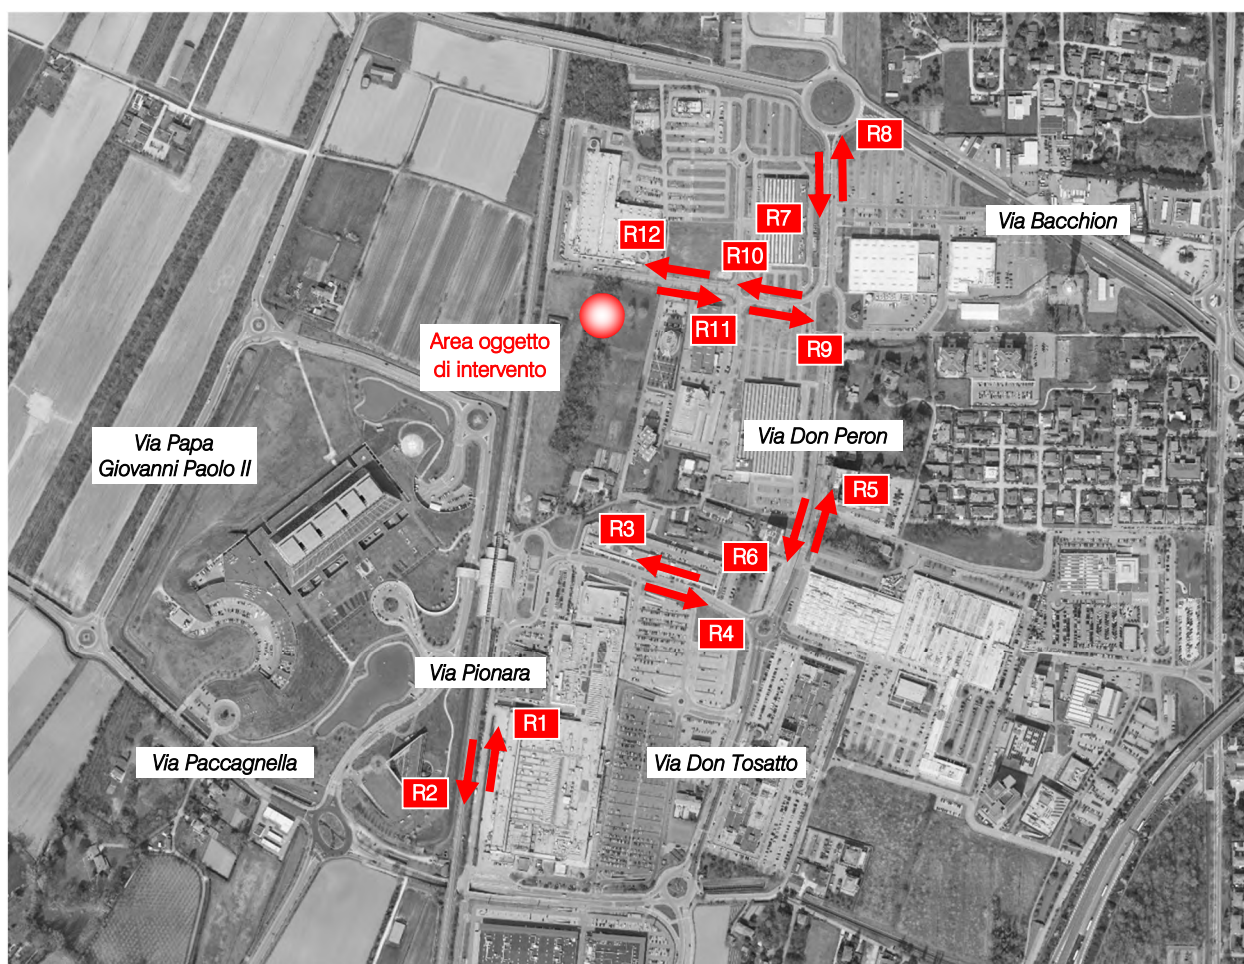 R8
R7
Via Bacchion
R12
R10
R11
R9
Area oggetto
di intervento
Via Papa
Giovanni Paolo II
Via Don Peron
R5
R3
R6
R4
Via Pionara
R1
Via Paccagnella
R2
Via Don Tosatto